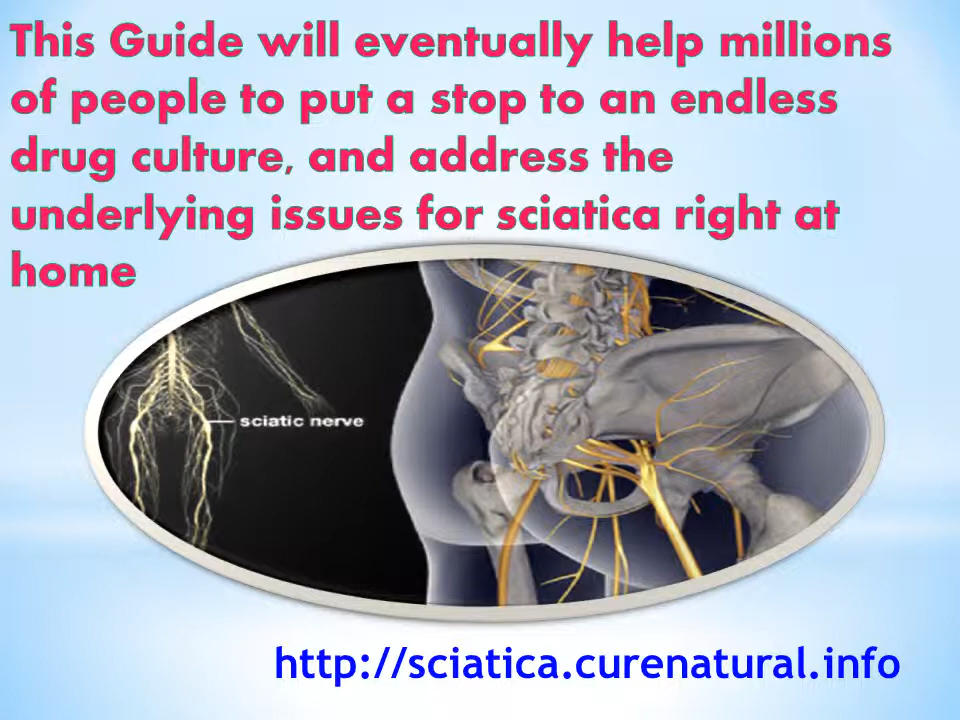 This Guide will eventually help millions
of people to put a stop to an endless
drug culture, and address the
underlying issues for sciatica right at
home
sciatic nerve
http://sciatica.curenatural.info